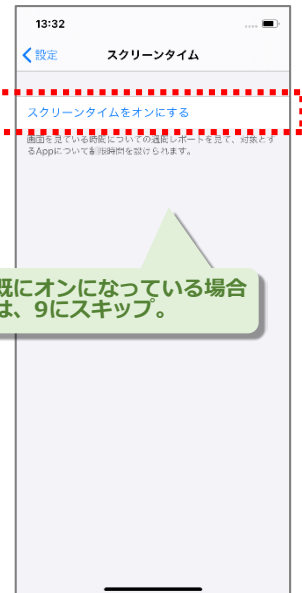 13:32
設定
スクリーンタイム
スクリーンタイムをオンにする
画面を見ている時間についての週間レポートを見て、対象とす
るAppについて制限時間を設けられます。
既にオンになっている場合
は、9にスキップ。